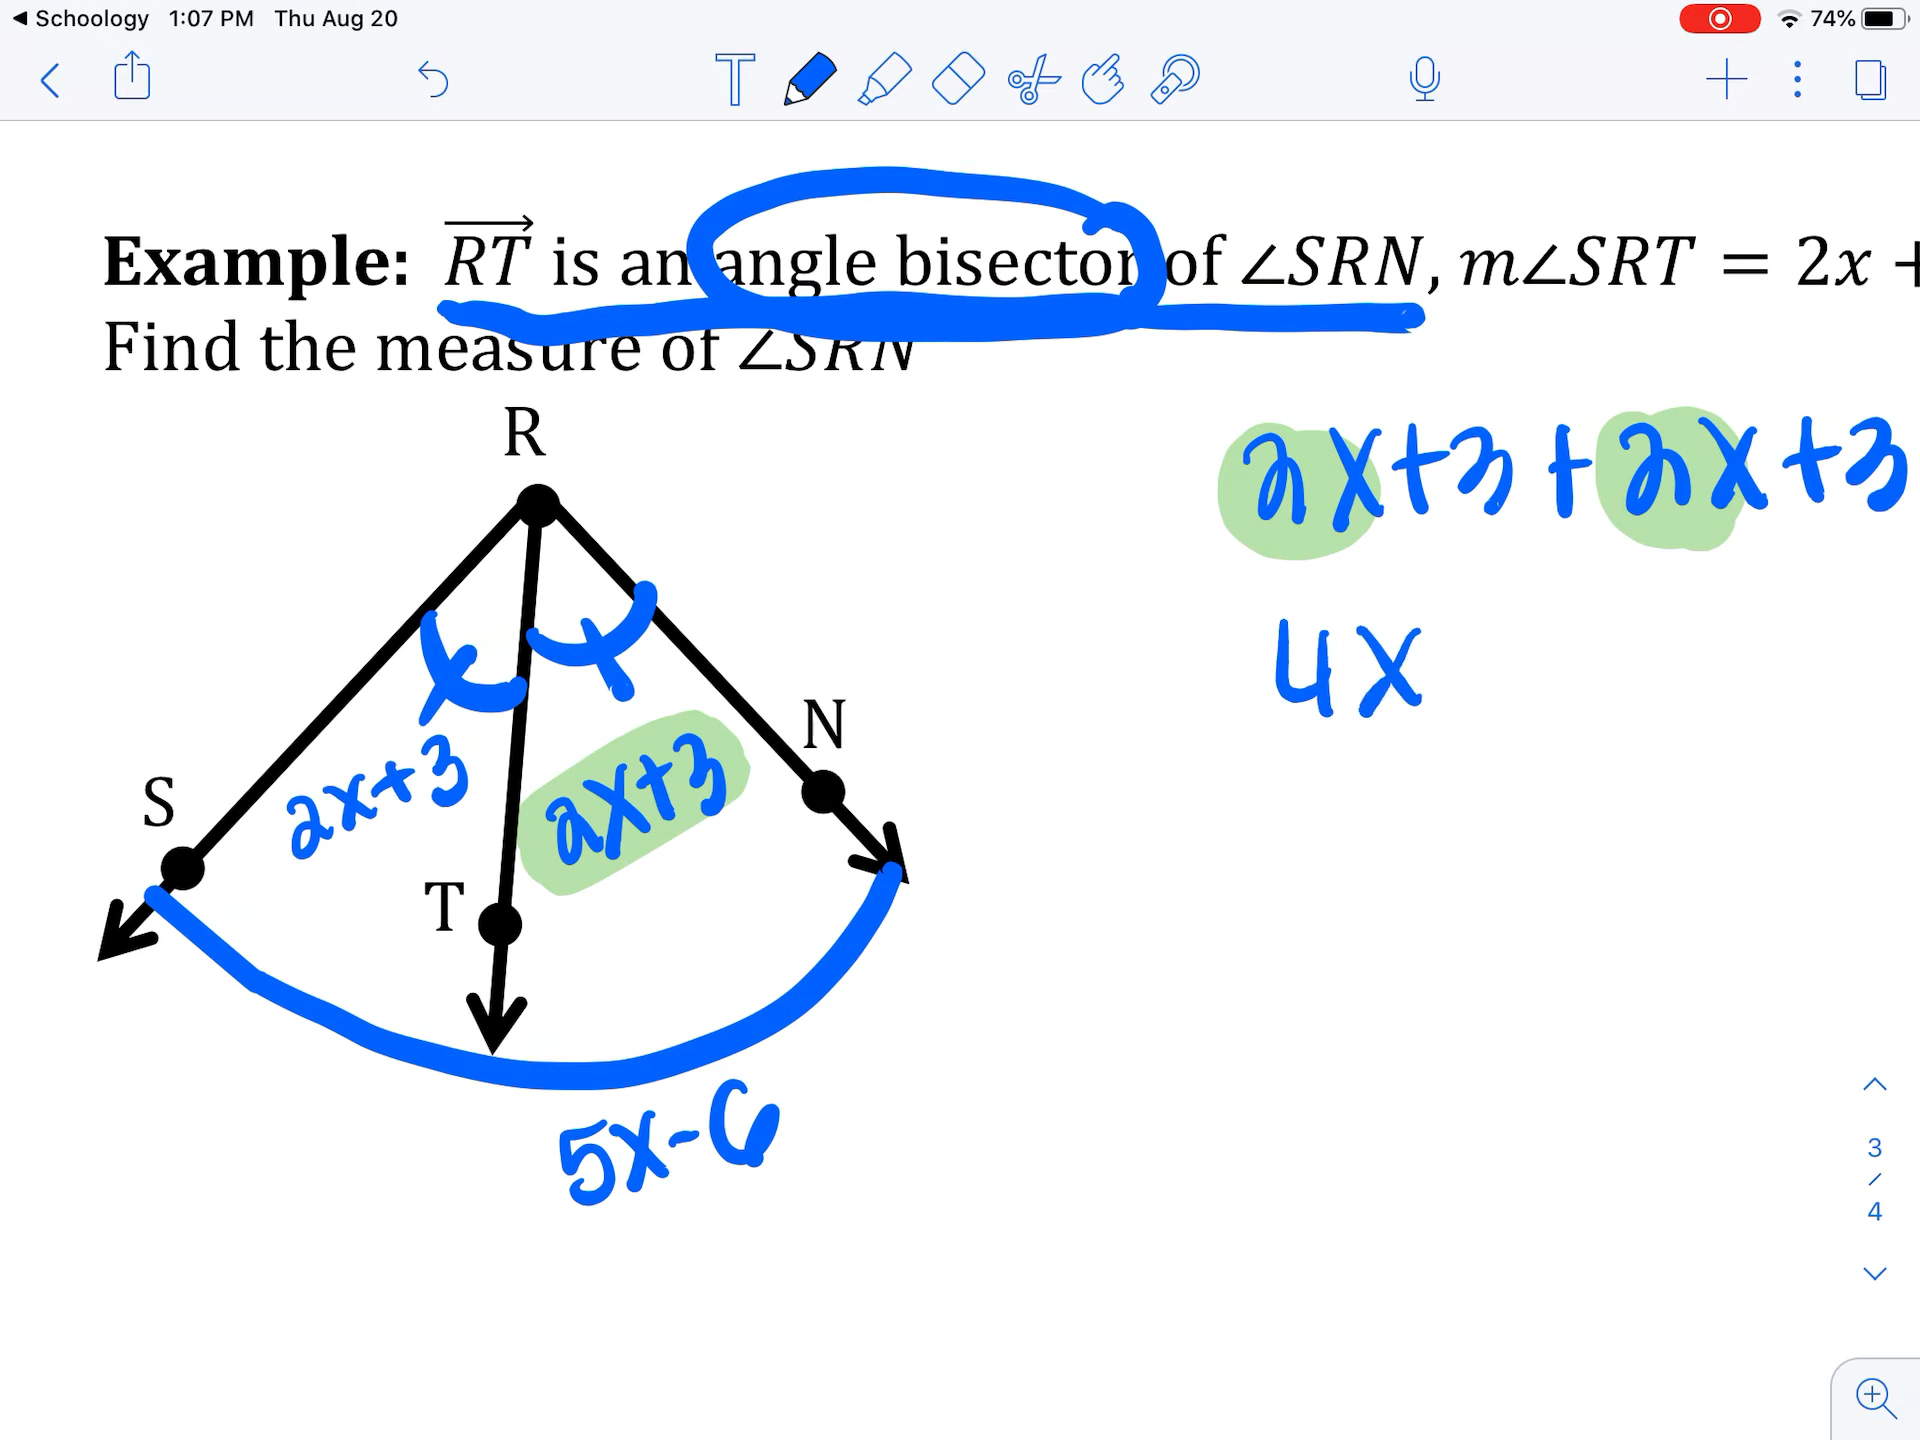 Schoology 1:07 PM Thu Aug 20
74%
Example: RT is an angle bisector of ∠SRN, m∠SRT = 2x +
Find the measure of ∠SRN
R
2x+3+2x+3
4x
N
S
2x+3
2x+3
T
5x-6
3
/
4